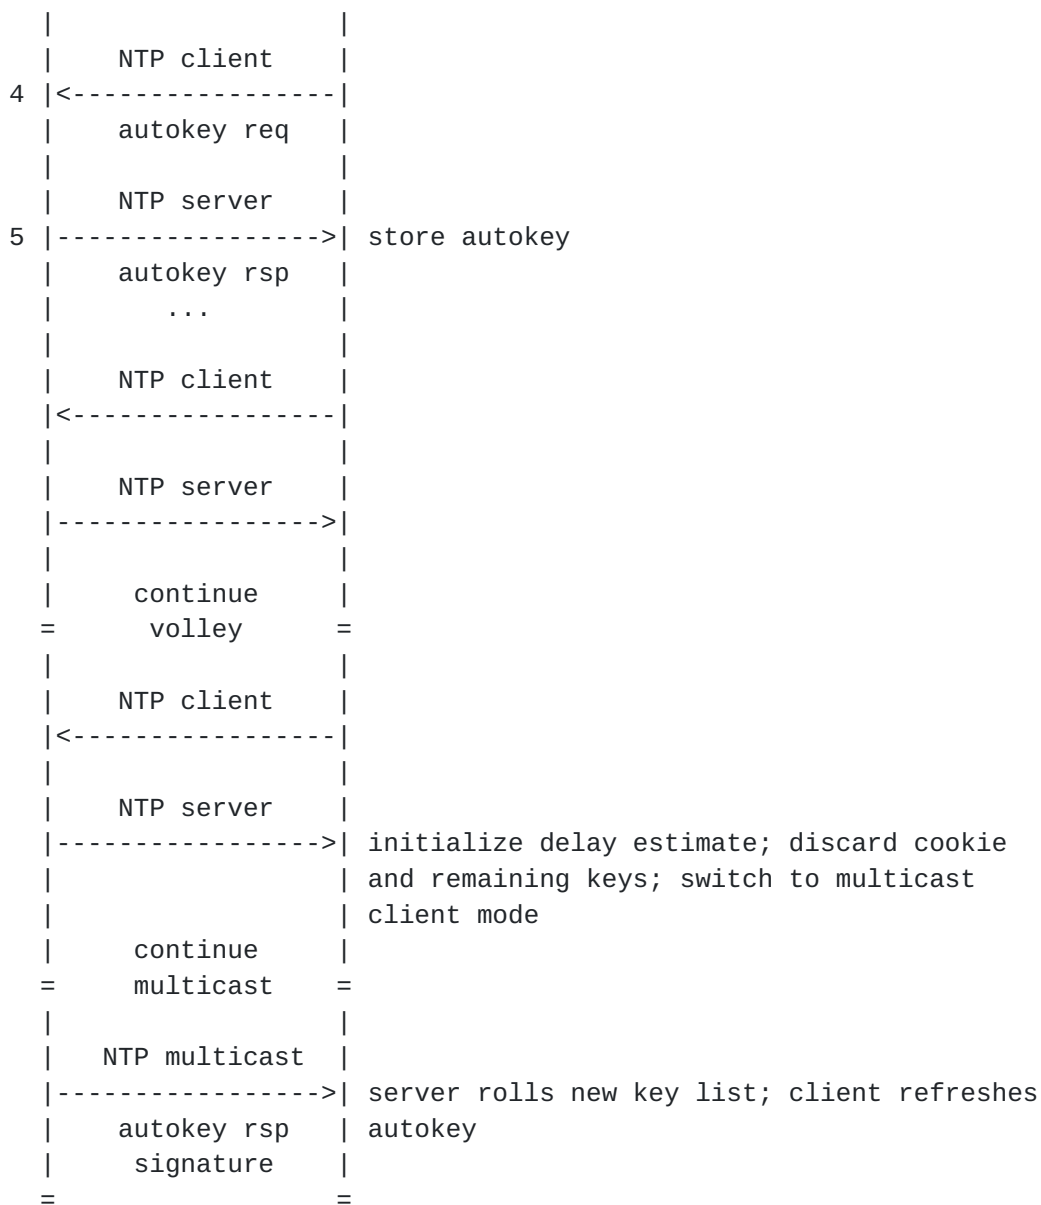 |                  |
  |    NTP client    |
4 |<-----------------|
  |    autokey req   |
  |                  |
  |    NTP server    |
5 |----------------->| store autokey
  |    autokey rsp   |
  |       ...        |
  |                  |
  |    NTP client    |
  |<-----------------|
  |                  |
  |    NTP server    |
  |----------------->|
  |                  |
  |     continue     |
  =      volley      =
  |                  |
  |    NTP client    |
  |<-----------------|
  |                  |
  |    NTP server    |
  |----------------->| initialize delay estimate; discard cookie
  |                  | and remaining keys; switch to multicast
  |                  | client mode
  |     continue     |
  =     multicast    =
  |                  |
  |   NTP multicast  |
  |----------------->| server rolls new key list; client refreshes
  |    autokey rsp   | autokey
  |     signature    |
  =                  =